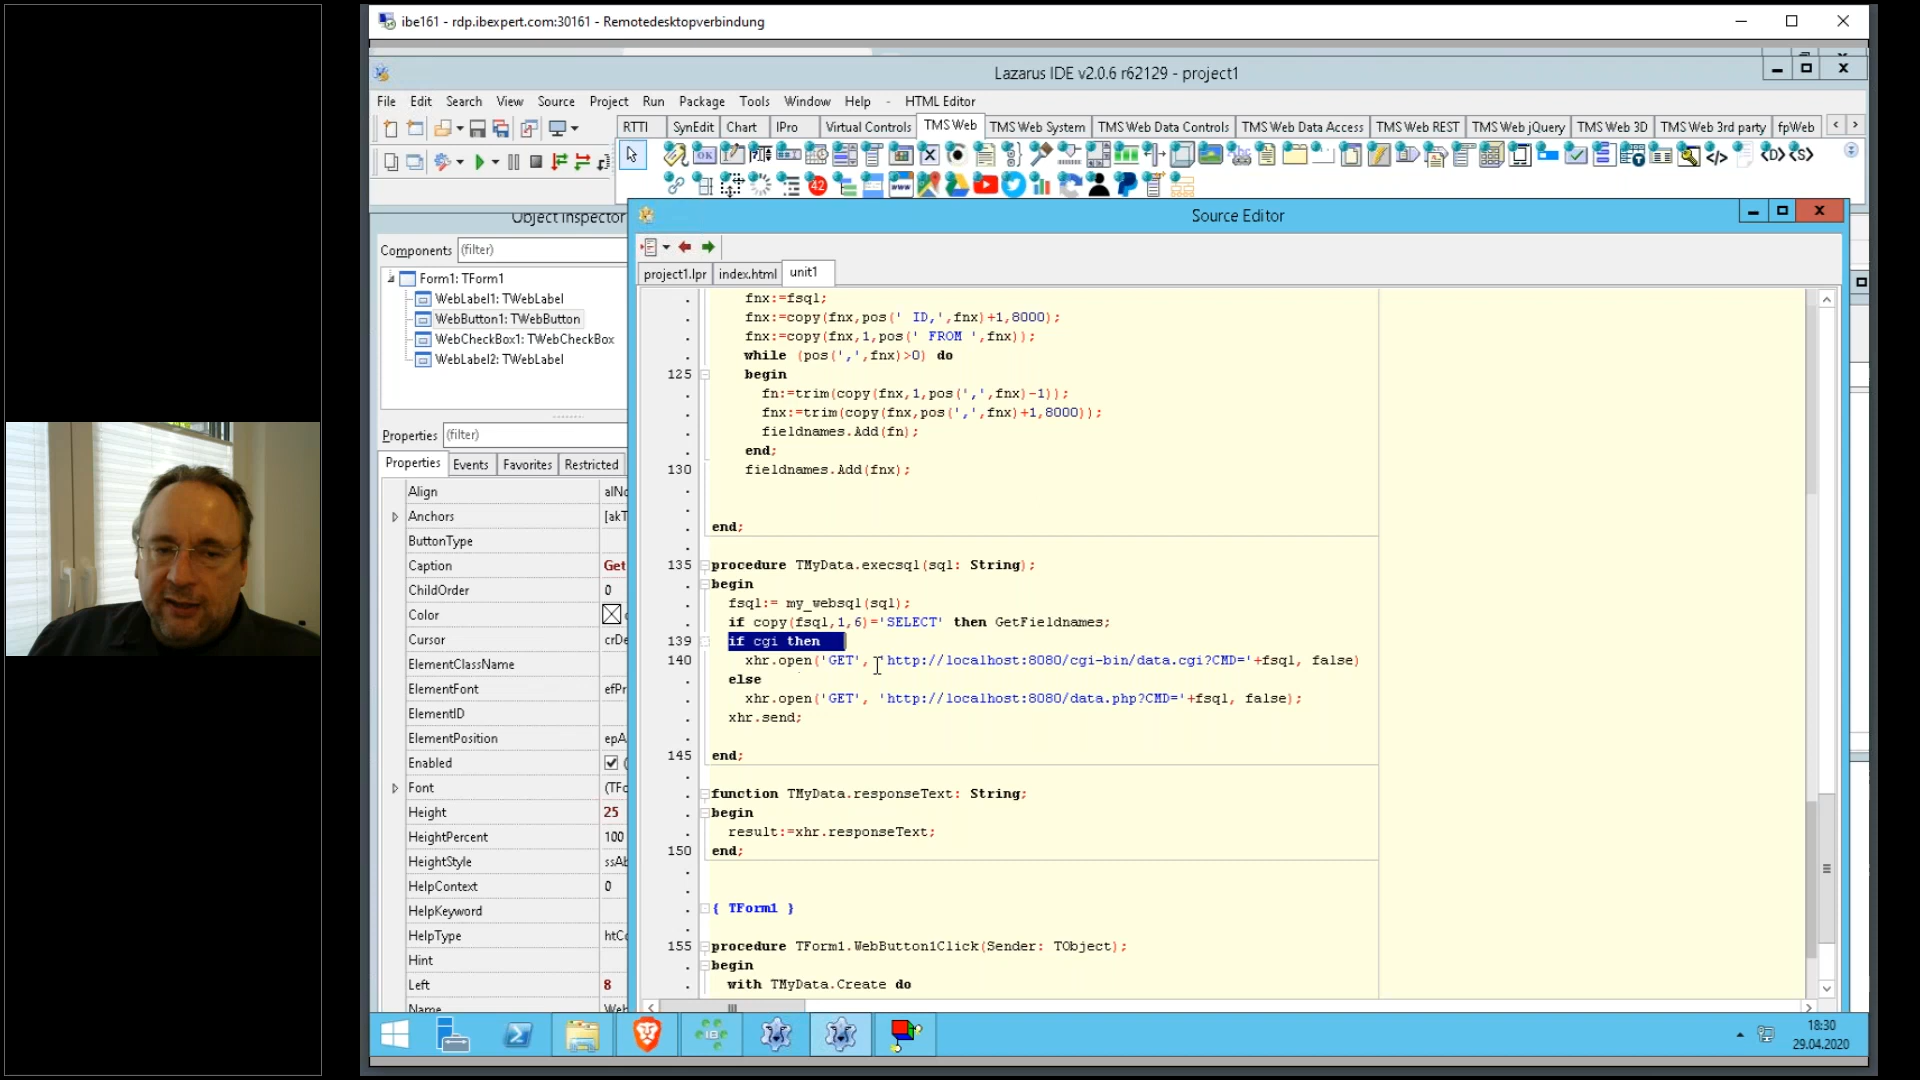 ibe161 - rdp.ibexpert.com:30161 - Remotedesktopverbindung
Lazarus IDE v2.0.6 r62129 - project1
File Edit Search View Source Project Run Package Tools Window Help - HTML Editor
RTTI SynEdit Chart IPro Virtual Controls TMS Web TMS Web System TMS Web Data Controls TMS Web Data Access TMS Web REST TMS Web jQuery TMS Web 3D TMS Web 3rd party fpWeb
Object Inspector
Source Editor
Components (filter)
project1.lpr index.html unit1
Form1: TForm1
WebLabel1: TWebLabel
WebButton1: TWebButton
WebCheckBox1: TWebCheckBox
WebLabel2: TWebLabel
Properties (filter)
Properties Events Favorites Restricted
Align alNo
Anchors [akT
ButtonType
Caption Get
ChildOrder 0
Color
Cursor crDe
ElementClassName
ElementFont efPr
ElementID
ElementPosition epA
Enabled
Font (TFo
Height 25
HeightPercent 100
HeightStyle ssAb
HelpContext 0
HelpKeyword
HelpType htCo
Hint
Left 8
Name Web
fnx:=fsql;
fnx:=copy(fnx,pos(' ID,',fnx)+1,8000);
fnx:=copy(fnx,1,pos(' FROM ',fnx));
while (pos(',',fnx)>0) do
125 begin
fn:=trim(copy(fnx,1,pos(',',fnx)-1));
fnx:=trim(copy(fnx,pos(',',fnx)+1,8000));
fieldnames.Add(fn);
end;
130 fieldnames.Add(fnx);
end;
135 procedure TMyData.execsql(sql: String);
begin
fsql:= my_websql(sql);
if copy(fsql,1,6)='SELECT' then GetFieldnames;
139 if cgi then
140 xhr.open('GET', 'http://localhost:8080/cgi-bin/data.cgi?CMD='+fsql, false)
else
xhr.open('GET', 'http://localhost:8080/data.php?CMD='+fsql, false);
xhr.send;
145 end;
function TMyData.responseText: String;
begin
result:=xhr.responseText;
150 end;
{ TForm1 }
155 procedure TForm1.WebButton1Click(Sender: TObject);
begin
with TMyData.Create do
18:30
29.04.2020